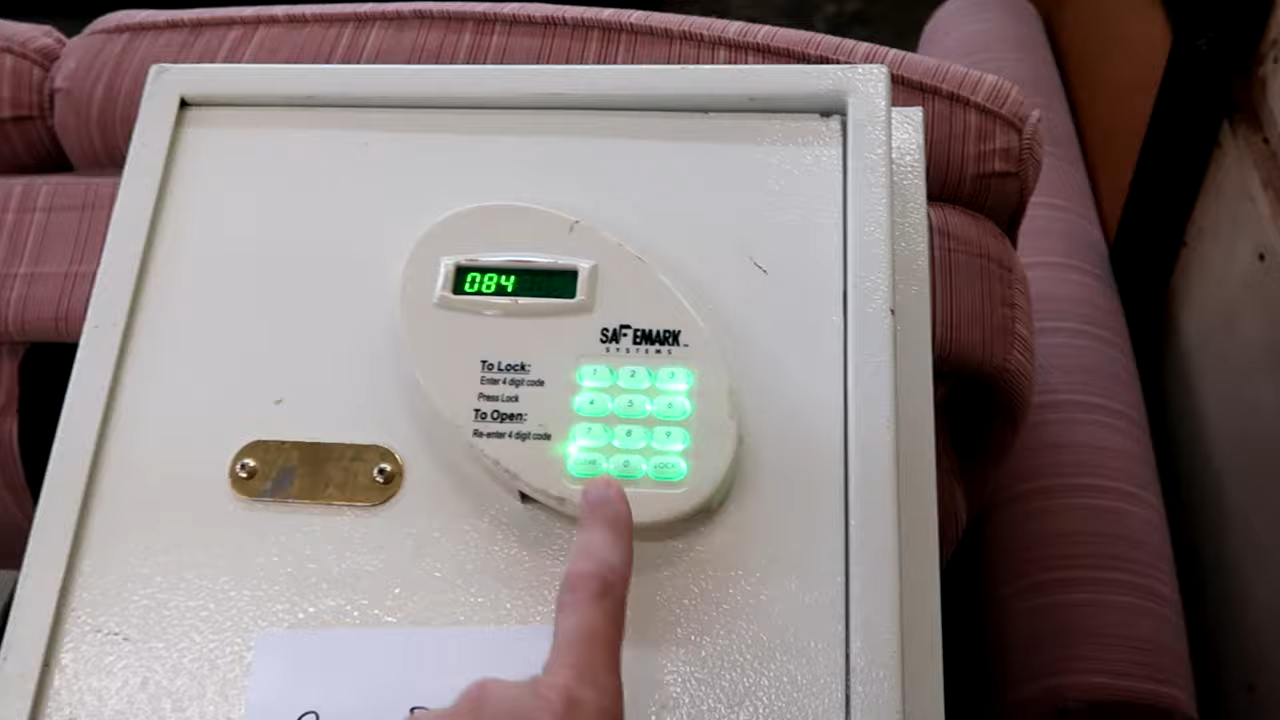 084
SAFEMARK
SYSTEMS
To Lock:
Enter 4 digit code
Press Lock
To Open:
Re-enter 4 digit code
1 2 3
4 5 6
7 8 9
CLEAR 0 LOCK